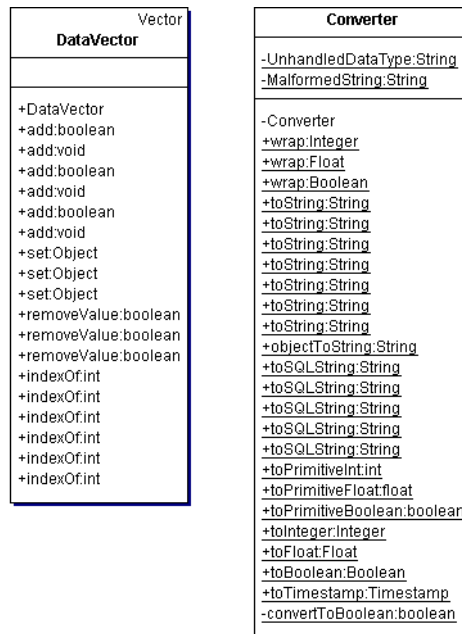 Vector
DataVector
+DataVector
+add:boolean
+add:void
+add:boolean
+add:void
+add:boolean
+add:void
+set:Object
+set:Object
+set:Object
+removeValue:boolean
+removeValue:boolean
+removeValue:boolean
+indexOf:int
+indexOf:int
+indexOf:int
+indexOf:int
+indexOf:int
+indexOf:int
Converter
-UnhandledDataType:String
-MalformedString:String
-Converter
+wrap:Integer
+wrap:Float
+wrap:Boolean
+toString:String
+toString:String
+toString:String
+toString:String
+toString:String
+toString:String
+toString:String
+objectToString:String
+toSQLString:String
+toSQLString:String
+toSQLString:String
+toSQLString:String
+toSQLString:String
+toPrimitiveInt:int
+toPrimitiveFloat:float
+toPrimitiveBoolean:boolean
+toInteger:Integer
+toFloat:Float
+toBoolean:Boolean
+toTimestamp:Timestamp
-convertToBoolean:boolean